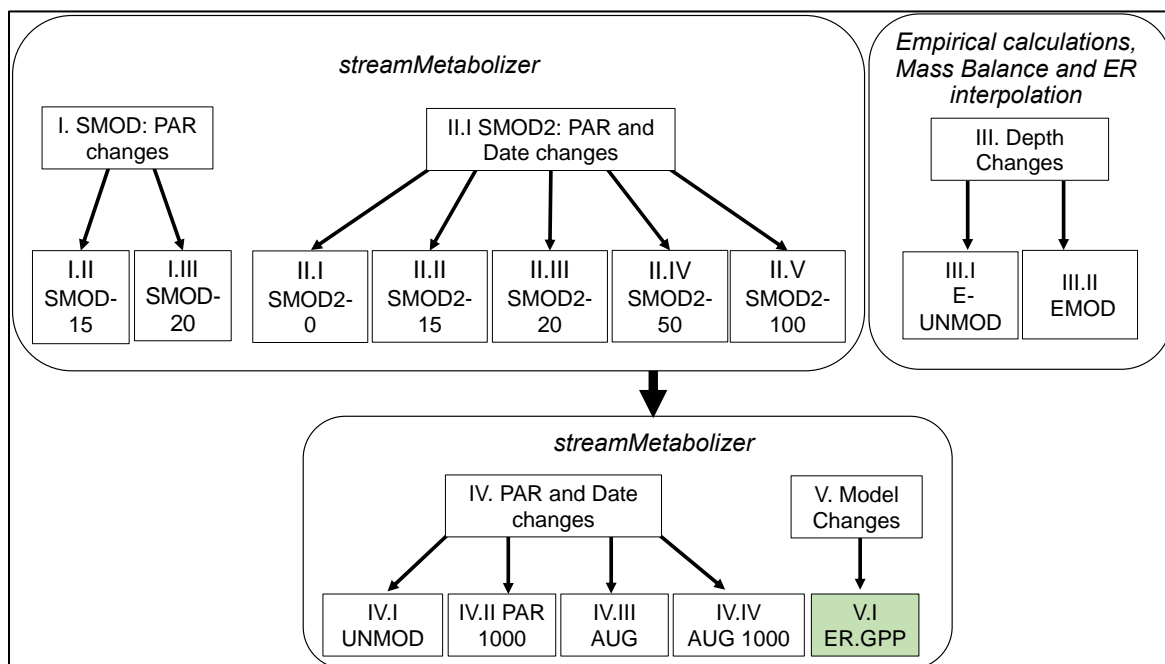 streamMetabolizer
I. SMOD: PAR
changes
II.I SMOD2: PAR and
Date changes
I.II
SMOD-
15
I.III
SMOD-
20
II.I
SMOD2-
0
II.II
SMOD2-
15
II.III
SMOD2-
20
II.IV
SMOD2-
50
II.V
SMOD2-
100
Empirical calculations,
Mass Balance and ER
interpolation
III. Depth
Changes
III.I
E-
UNMOD
III.II
EMOD
streamMetabolizer
IV. PAR and Date
changes
V. Model
Changes
IV.I
UNMOD
IV.II PAR
1000
IV.III
AUG
IV.IV
AUG 1000
V.I
ER.GPP